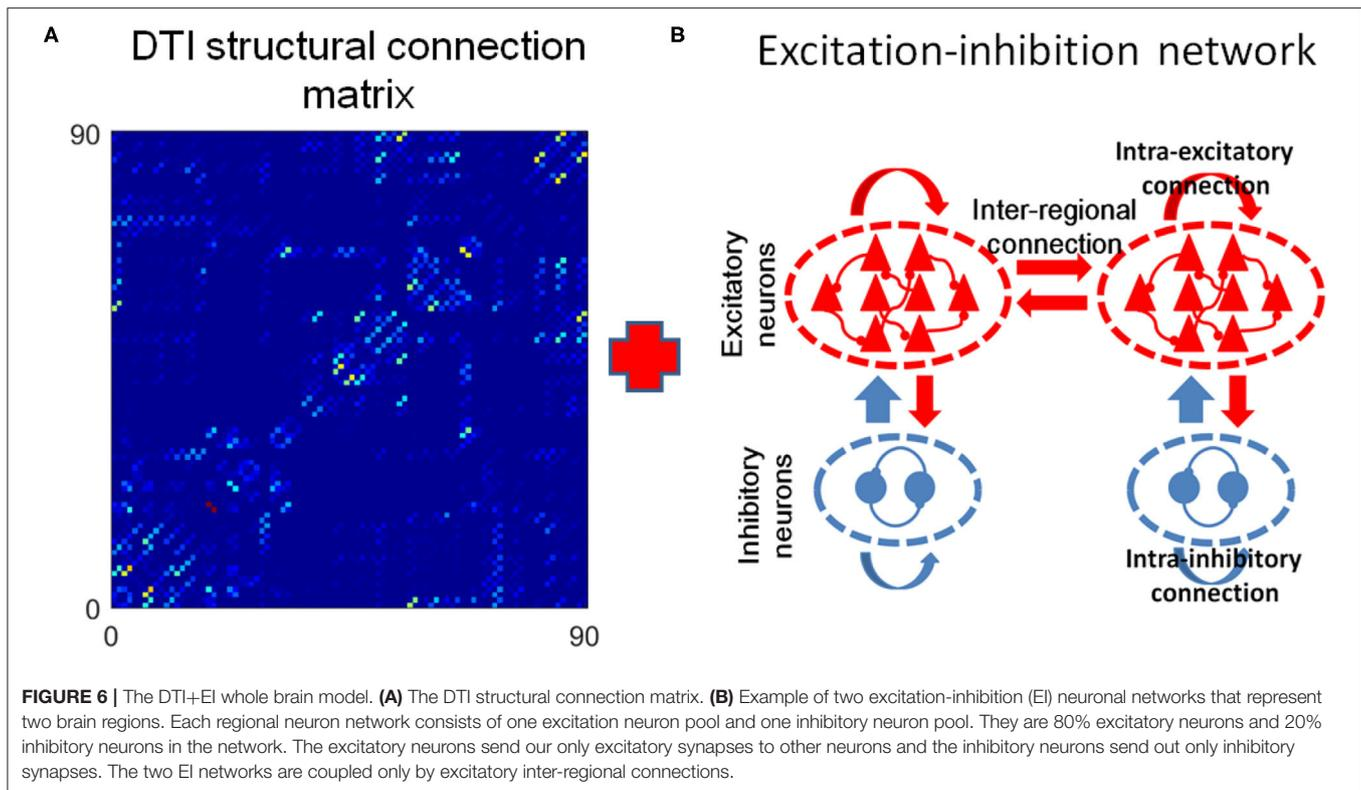 A
DTI structural connection
matrix
90
0
0
90
B
Excitation-inhibition network
Intra-excitatory
connection
Inter-regional
connection
Excitatory
neurons
Inhibitory
neurons
Intra-inhibitory
connection
FIGURE 6 | The DTI+EI whole brain model. (A) The DTI structural connection matrix. (B) Example of two excitation-inhibition (EI) neuronal networks that represent
two brain regions. Each regional neuron network consists of one excitation neuron pool and one inhibitory neuron pool. They are 80% excitatory neurons and 20%
inhibitory neurons in the network. The excitatory neurons send our only excitatory synapses to other neurons and the inhibitory neurons send out only inhibitory
synapses. The two EI networks are coupled only by excitatory inter-regional connections.